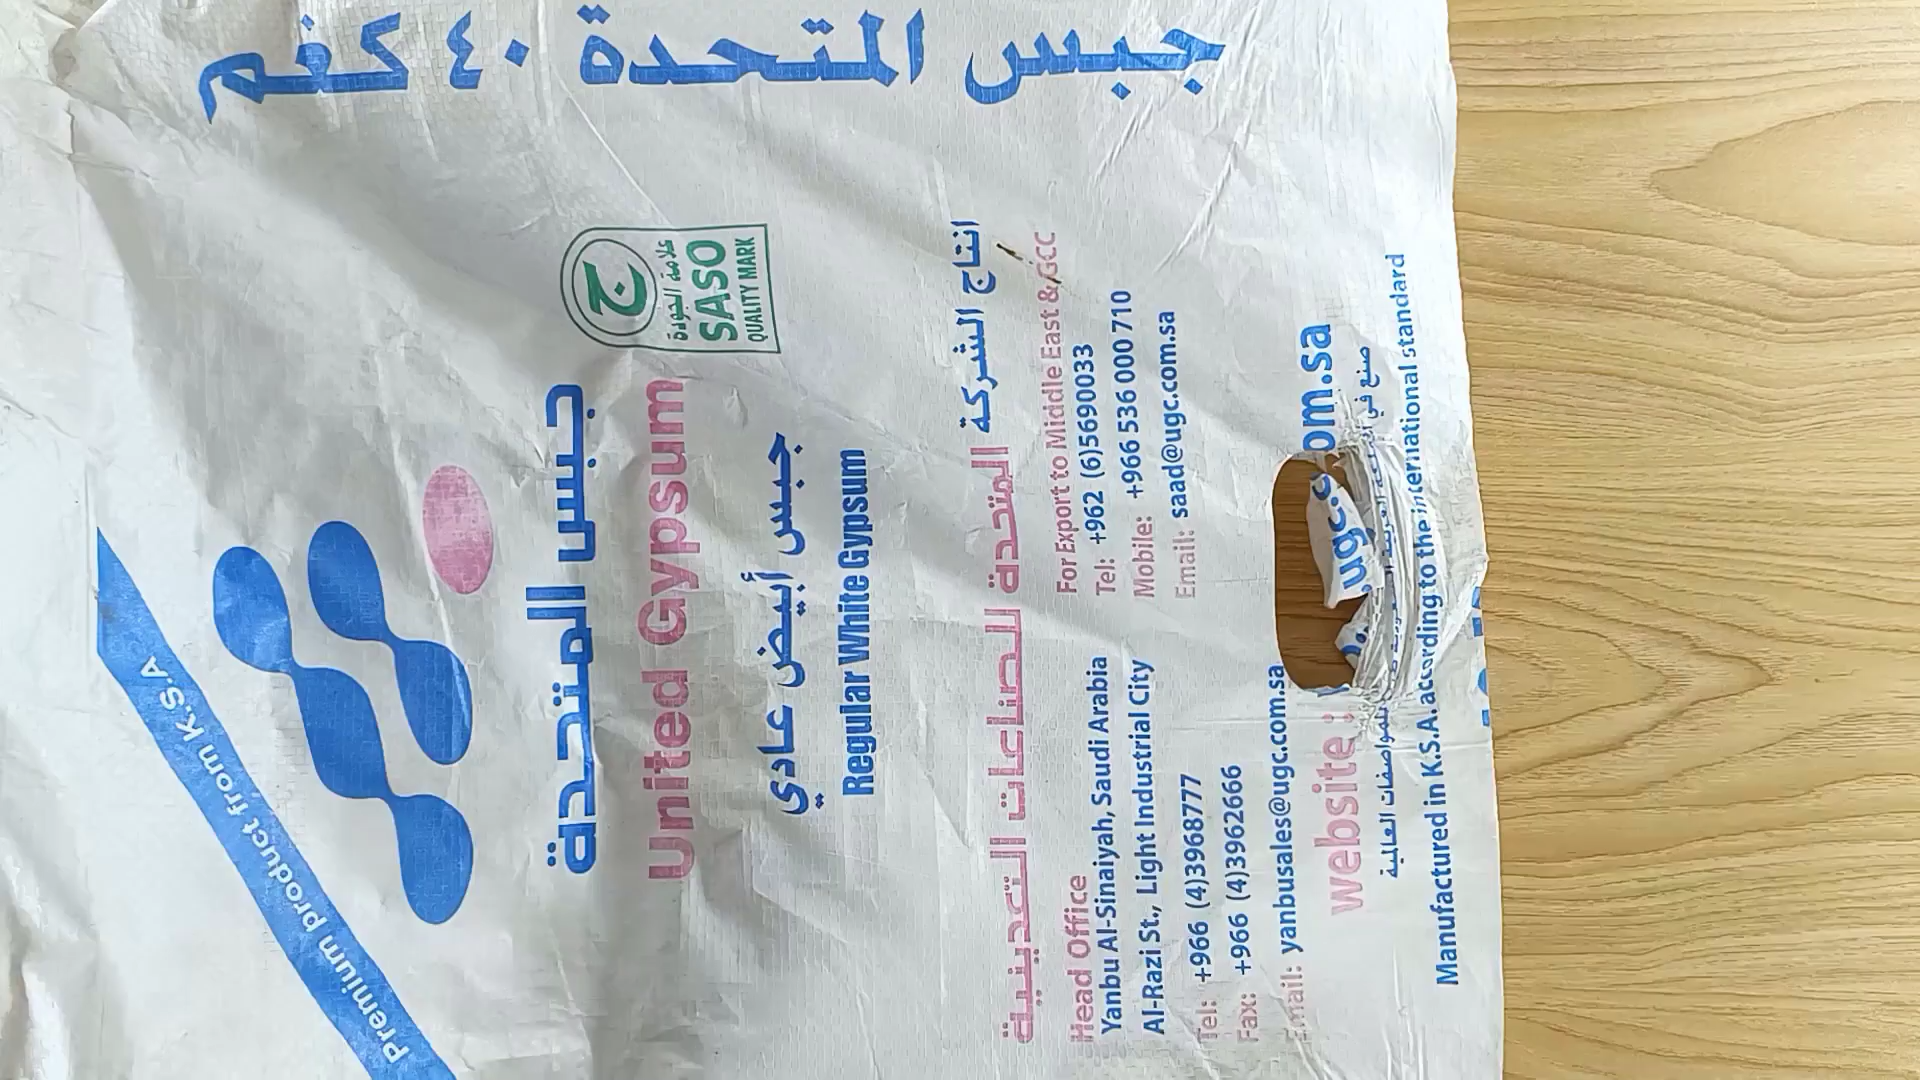 Premium product from K.S.A
جبس المتحدة
United Gypsum
علامة الجودة
SASO
QUALITY MARK
جبس أبيض عادي
Regular White Gypsum
انتاج الشركة المتحدة للصناعات التعدينية
Head Office
Yanbu Al-Sinaiyah, Saudi Arabia
Al-Razi St., Light Industrial City
Tel: +966 (4)3968777
Fax: +966 (4)3962666
Email: yanbusales@ugc.com.sa
For Export to Middle East & GCC
Tel: +962 (6)5690033
Mobile: +966 536 000 710
Email: saad@ugc.com.sa
website : .ugc.com.sa
صنع في للمواصفات العالمية
Manufactured in K.S.A. according to the international standard
جبس المتحدة ٤٠ كغم